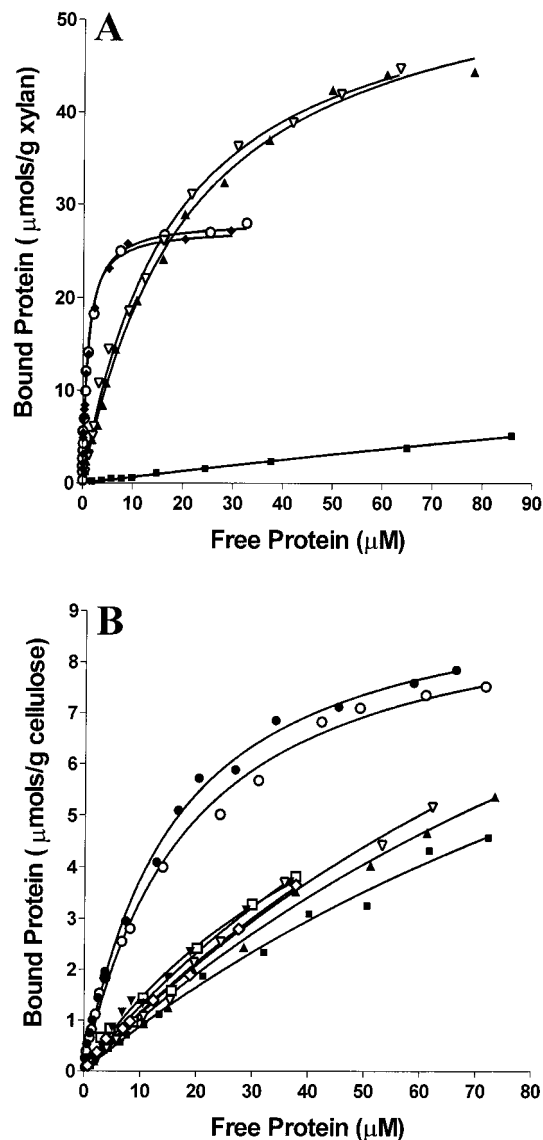 A
50
40
30
20
10
0
Bound Protein ( μmols/g xylan)
0 10 20 30 40 50 60 70 80 90
Free Protein (μM)
B
9
8
7
6
5
4
3
2
1
0
Bound Protein ( μmols/g cellulose)
0 10 20 30 40 50 60 70 80
Free Protein (μM)